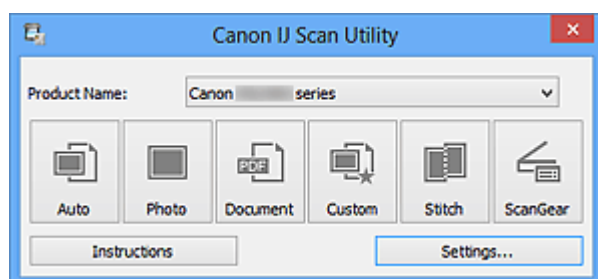 Canon IJ Scan Utility
Product Name: Canon series
PDF
Auto Photo Document Custom Stitch ScanGear
Instructions Settings...